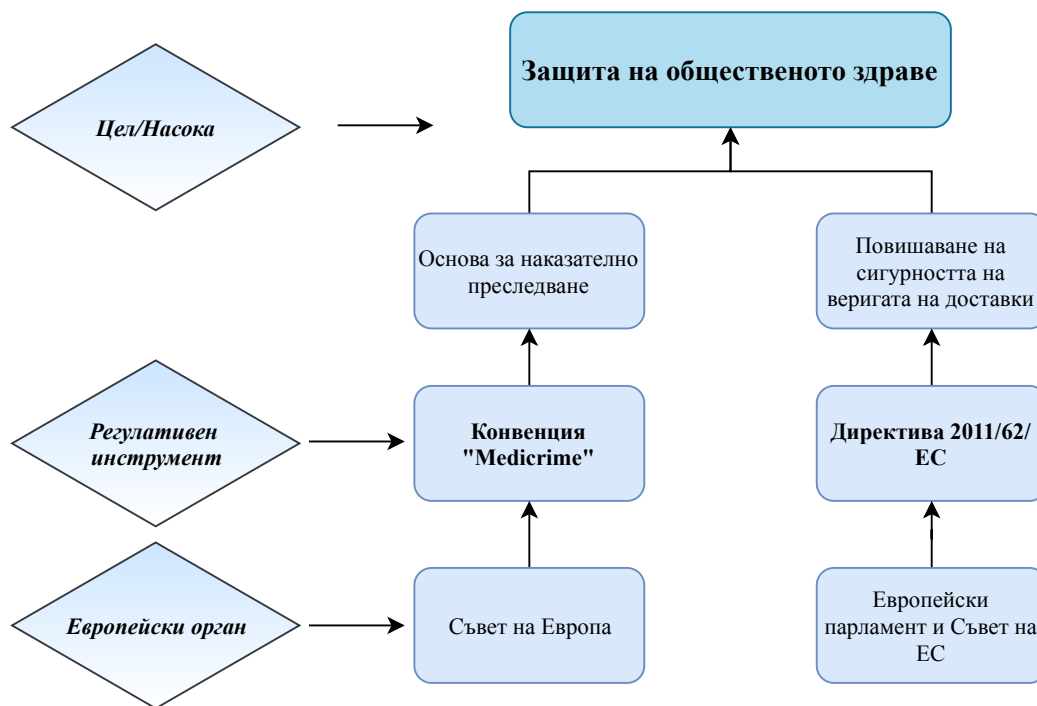 Защита на общественото здраве
Цел/Насока
Основа за наказателно
преследване
Повишаване на
сигурността на
веригата на доставки
Регулативен
инструмент
Конвенция
"Medicrime"
Директива 2011/62/
ЕС
Европейски орган
Съвет на Европа
Европейски
парламент и Съвет на
ЕС